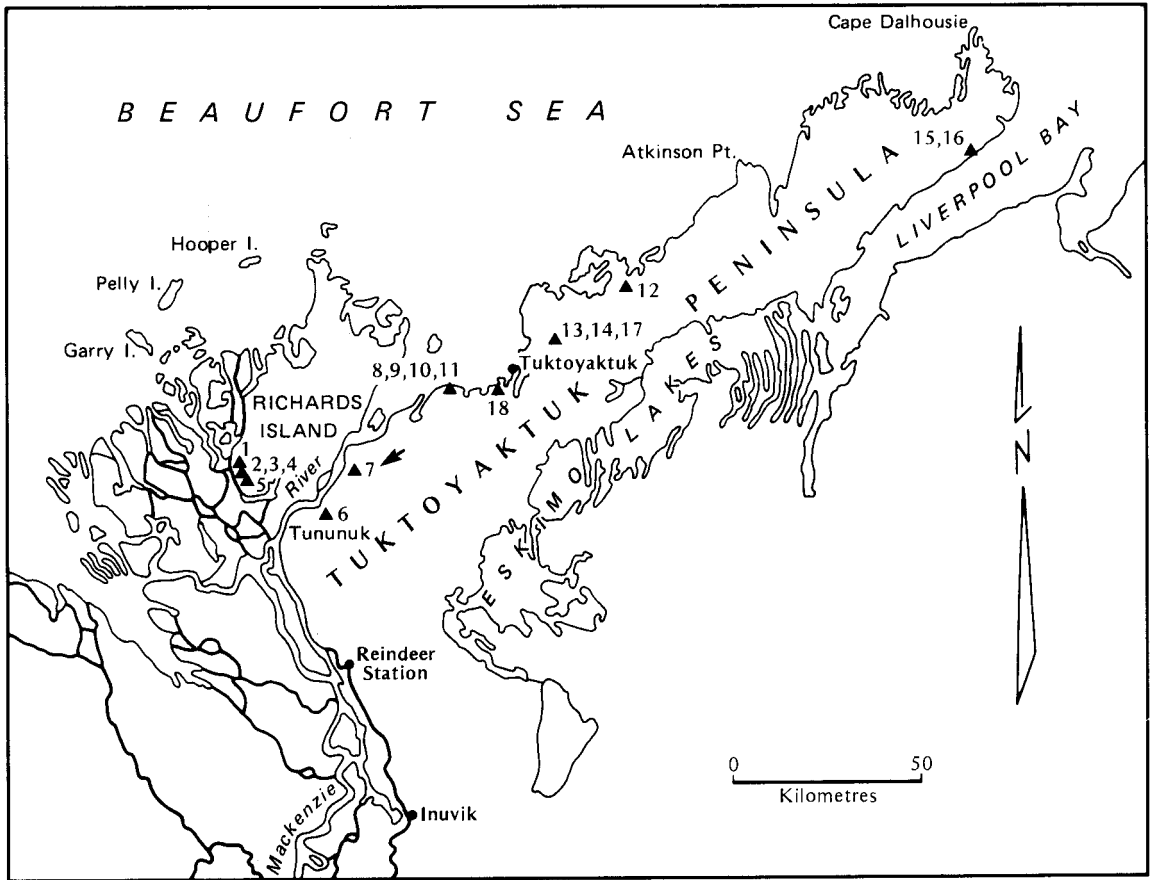 Cape Dalhousie
BEAUFORT SEA
15,16
Atkinson Pt.
LIVERPOOL BAY
Hooper I.
Pelly I.
12
Garry I.
13,14,17
Tuktoyaktuk
8,9,10,11
18
RICHARDS
ISLAND
1
2,3,4
5
River
7
6
Tununuk
TUKTOYAKTUK PENINSULA
ESKIMO LAKES
N
Reindeer
Station
0 50
Kilometres
Mackenzie
Inuvik